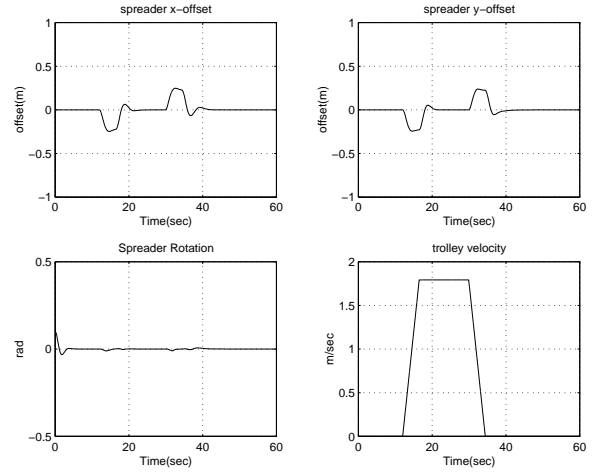 spreader x-offset
1
0.5
0
-0.5
-1
offset(m)
0 20 40 60
Time(sec)
spreader y-offset
1
0.5
0
-0.5
-1
offset(m)
0 20 40 60
Time(sec)
Spreader Rotation
0.5
0
-0.5
rad
0 20 40 60
Time(sec)
trolley velocity
2
1.5
1
0.5
0
m/sec
0 20 40 60
Time(sec)